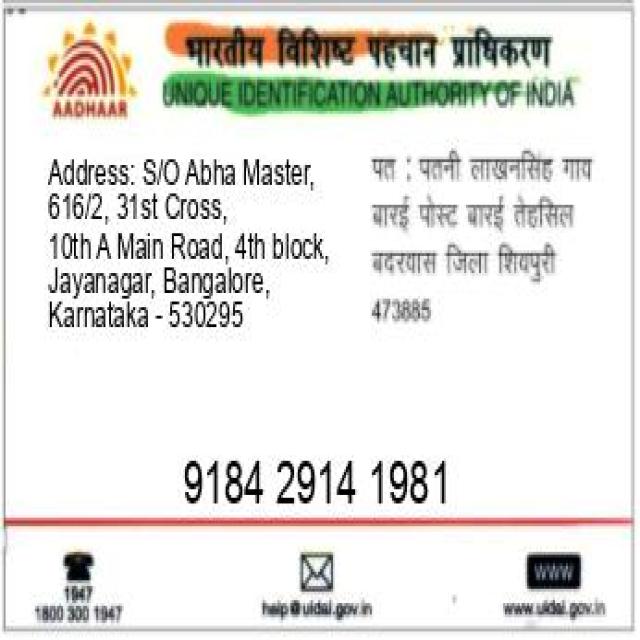 भारतीय विशिष्ट पहचान प्राधिकरण
AADHAAR
UNIQUE IDENTIFICATION AUTHORITY OF INDIA
Address: S/O Abha Master,
616/2, 31st Cross,
10th A Main Road, 4th block,
Jayanagar, Bangalore,
Karnataka - 530295
पत : पतनी लाखनसिंह गाय
बारई पोस्ट बारई तेहसिल
बदरवास जिला शिवपुरी
473885
9184 2914 1981
1947
1800 300 1947
help@uidai.gov.in
www
www.uidai.gov.in